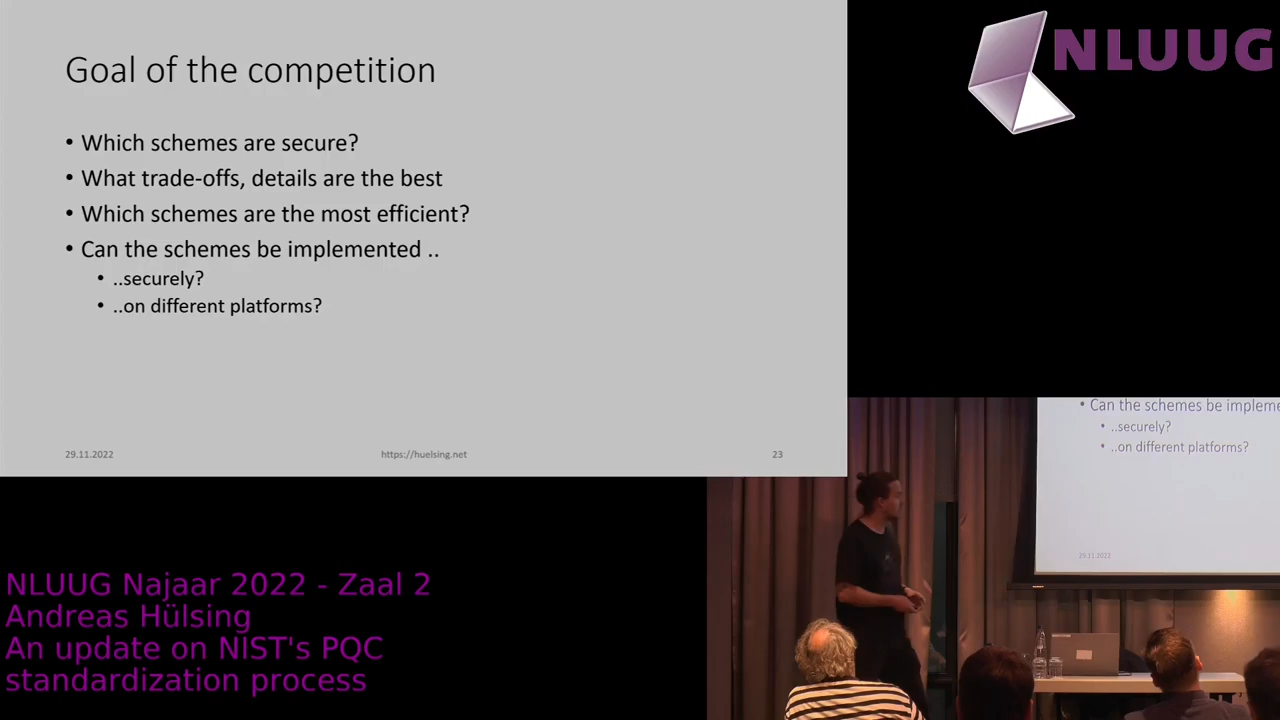 Goal of the competition
• Which schemes are secure?
• What trade-offs, details are the best
• Which schemes are the most efficient?
• Can the schemes be implemented ..
• ..securely?
• ..on different platforms?
29.11.2022
https://huelsing.net
23
NLUUG
• Can the schemes be impleme
• ..securely?
• ..on different platforms?
29.11.2022
NLUUG Najaar 2022 - Zaal 2
Andreas Hülsing
An update on NIST's PQC
standardization process